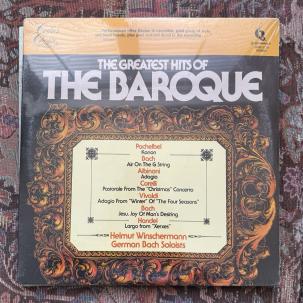 THE GREATEST HITS OF
THE BAROQUE
Pachelbel
Kanon
Bach
Air On The G String
Albinoni
Adagio
Corelli
Pastorale From The "Christmas" Concerto
Vivaldi
Adagio From "Winter" Of "The Four Seasons"
Bach
Jesu, Joy Of Man's Desiring
Handel
Largo from "Xerxes"
Helmut Winschermann
German Bach Soloists